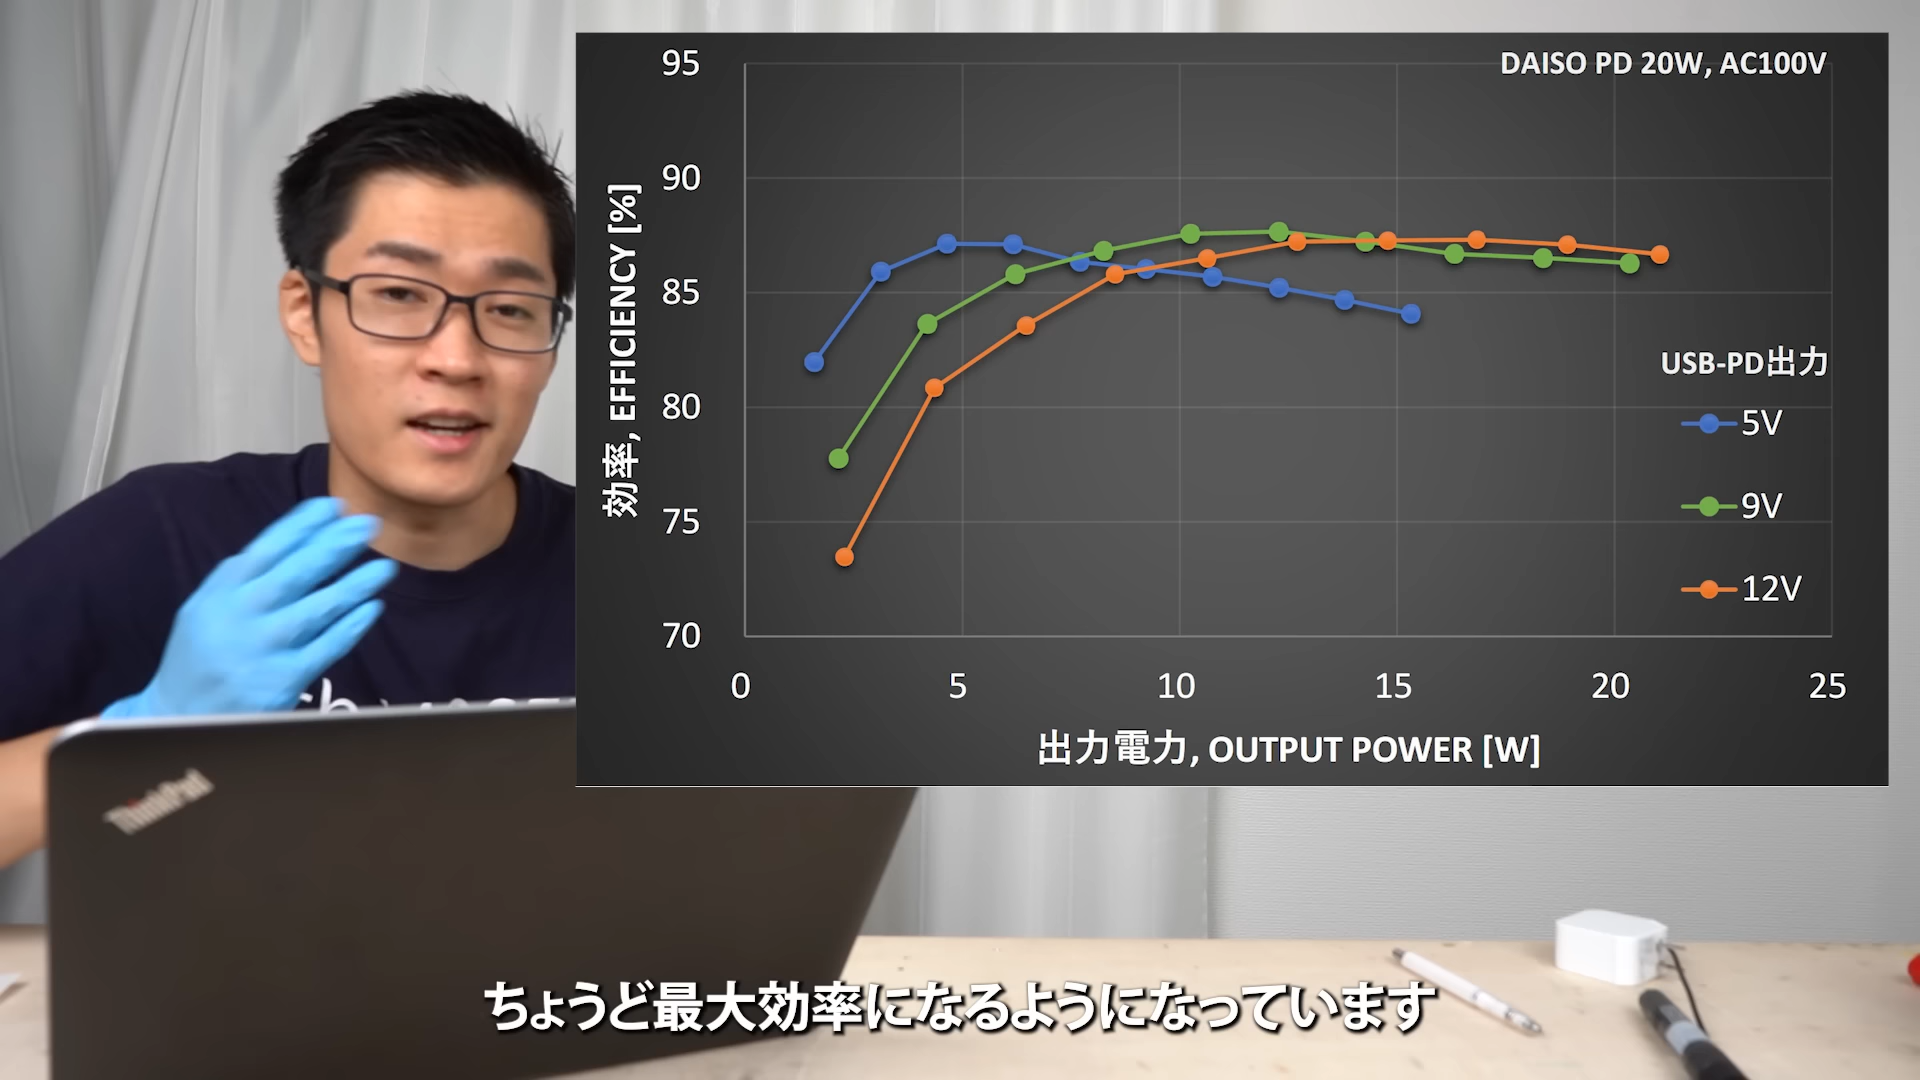 DAISO PD 20W, AC100V
効率, EFFICIENCY [%]
95
90
85
80
75
70
0
5
10
15
20
25
出力電力, OUTPUT POWER [W]
USB-PD出力
5V
9V
12V
ThinkPad
ちょうど最大効率になるようになっています